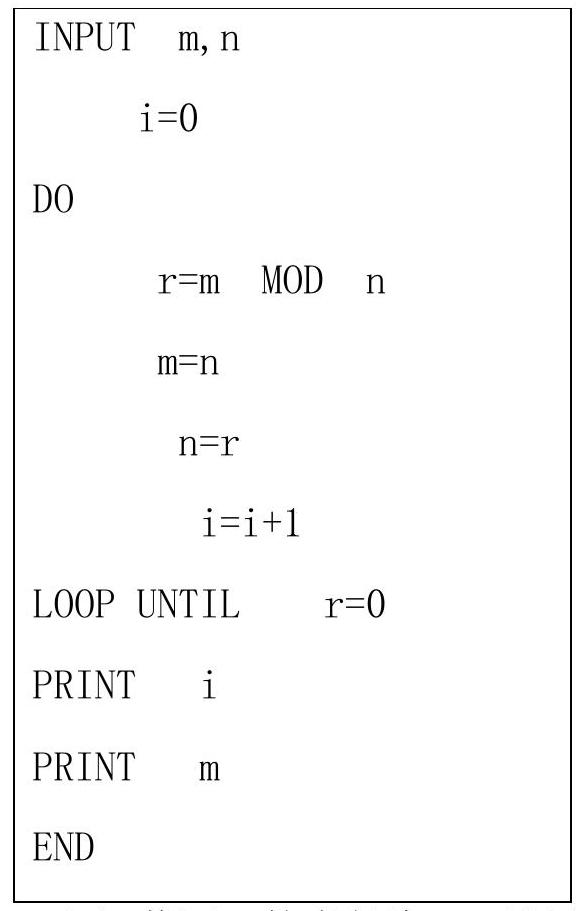 INPUT m,n
i=0
DO
r=m MOD n
m=n
n=r
i=i+1
LOOP UNTIL r=0
PRINT i
PRINT m
END